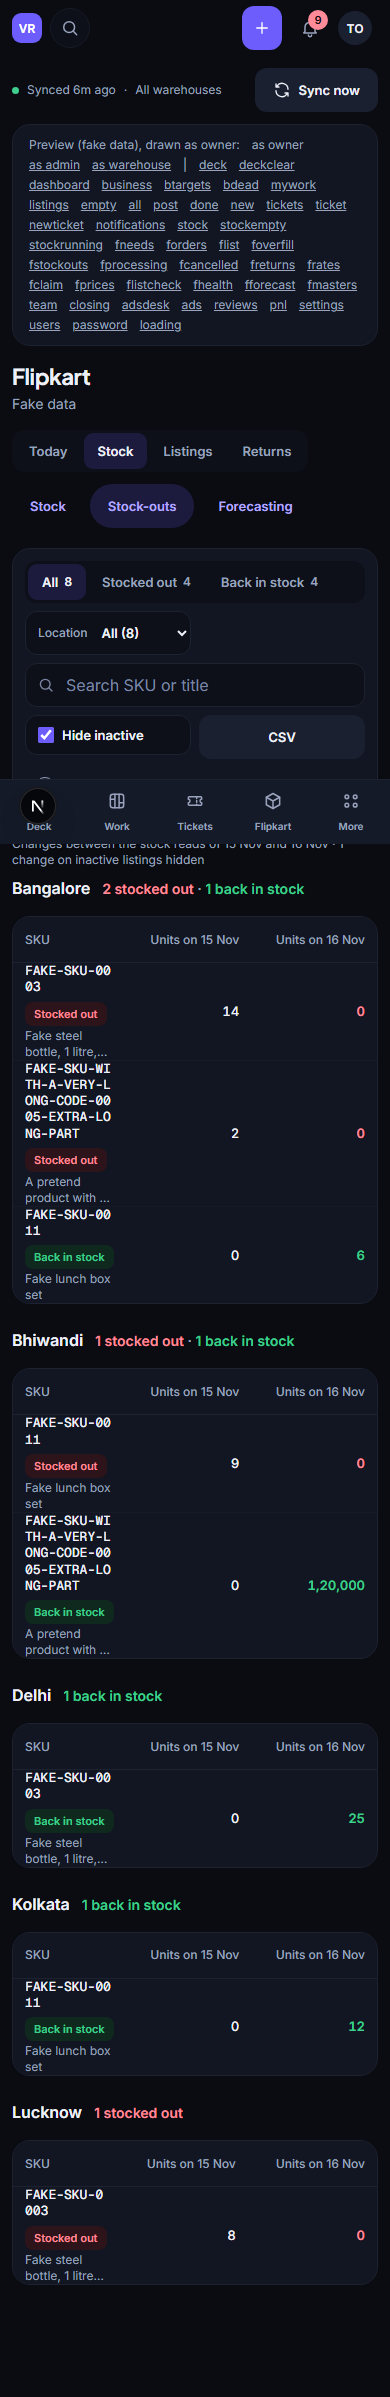 VR
9
TO
Synced 6m ago · All warehouses
Sync now
Preview (fake data), drawn as owner: as owner
as admin as warehouse | deck deckclear
dashboard business btargets bdead mywork
listings empty all post done new tickets ticket
newticket notifications stock stockempty
stockrunning fneeds forders flist foverfill
fstockouts fprocessing fcancelled freturns frates
fclaim fprices flistcheck fhealth fforecast fmasters
team closing adsdesk ads reviews pnl settings
users password loading
Flipkart
Fake data
Today Stock Listings Returns
Stock Stock-outs Forecasting
All 8 Stocked out 4 Back in stock 4
Location All (8)
Search SKU or title
Hide inactive CSV
N
Deck Work Tickets Flipkart More
Changes between the stock reads of 15 Nov and 16 Nov · 1
change on inactive listings hidden
Bangalore 2 stocked out · 1 back in stock
SKU Units on 15 Nov Units on 16 Nov
FAKE-SKU-00
03
Stocked out 14 0
Fake steel
bottle, 1 litre,...
FAKE-SKU-WI
TH-A-VERY-L
ONG-CODE-00
05-EXTRA-LO
NG-PART 2 0
Stocked out
A pretend
product with ...
FAKE-SKU-00
11
Back in stock 0 6
Fake lunch box
set
Bhiwandi 1 stocked out · 1 back in stock
SKU Units on 15 Nov Units on 16 Nov
FAKE-SKU-00
11
Stocked out 9 0
Fake lunch box
set
FAKE-SKU-WI
TH-A-VERY-L
ONG-CODE-00
05-EXTRA-LO
NG-PART 0 1,20,000
Back in stock
A pretend
product with ...
Delhi 1 back in stock
SKU Units on 15 Nov Units on 16 Nov
FAKE-SKU-00
03
Back in stock 0 25
Fake steel
bottle, 1 litre,...
Kolkata 1 back in stock
SKU Units on 15 Nov Units on 16 Nov
FAKE-SKU-00
11
Back in stock 0 12
Fake lunch box
set
Lucknow 1 stocked out
SKU Units on 15 Nov Units on 16 Nov
FAKE-SKU-0
003
Stocked out 8 0
Fake steel
bottle, 1 litre...